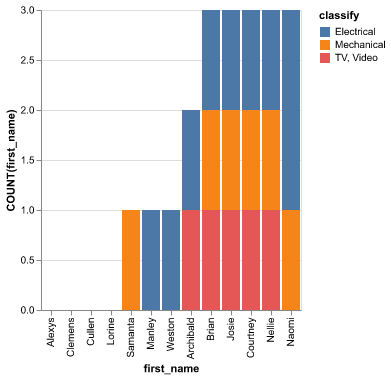 3.0
2.5
2.0
1.5
1.0
0.5
0.0
COUNT(first_name)
Alexys
Clemens
Cullen
Lorine
Samanta
Manley
Weston
Archibald
Brian
Josie
Courtney
Nellie
Naomi
first_name
classify
Electrical
Mechanical
TV, Video